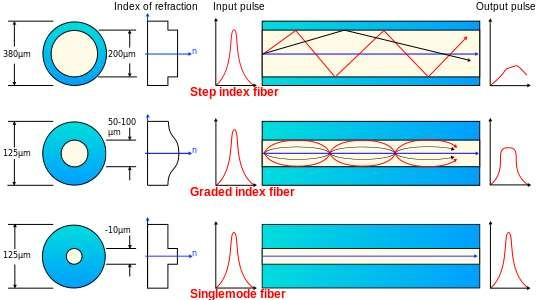 Index of refraction
Input pulse
Output pulse
380μm
200μm
n
Step index fiber
50-100
μm
125μm
n
Graded index fiber
-10μm
125μm
n
Singlemode fiber